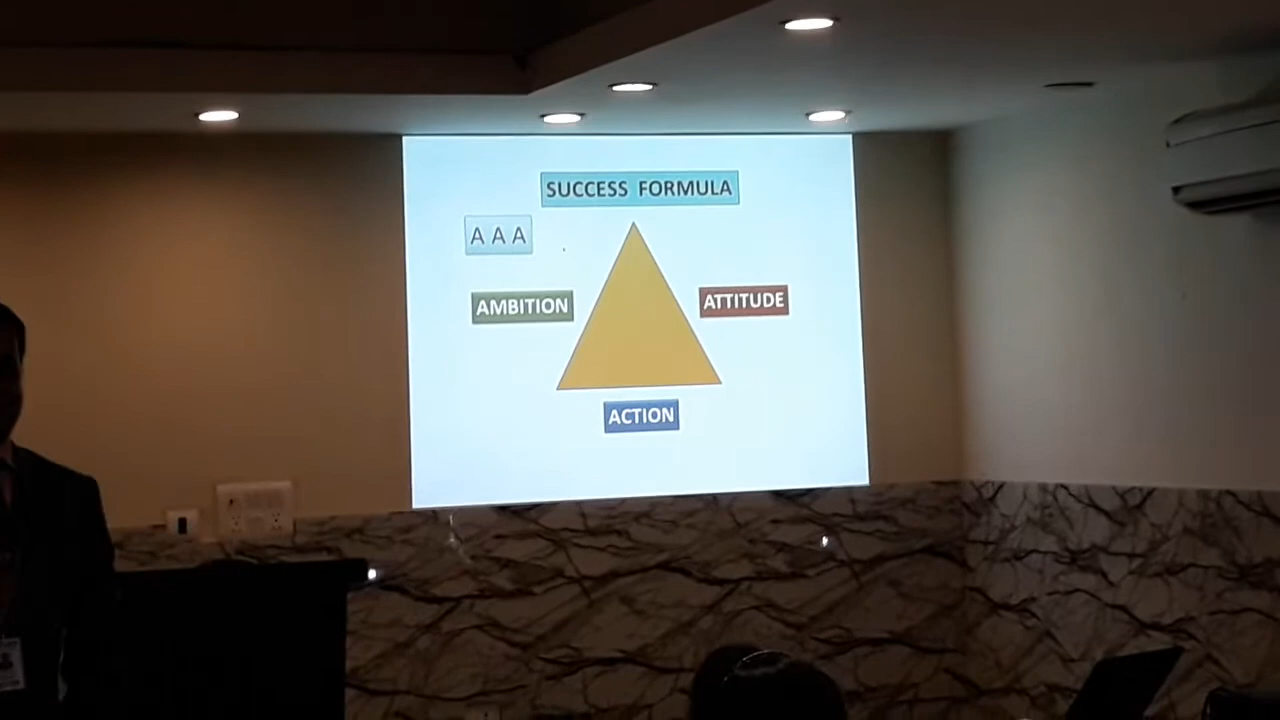 SUCCESS FORMULA
A A A
AMBITION
ATTITUDE
ACTION